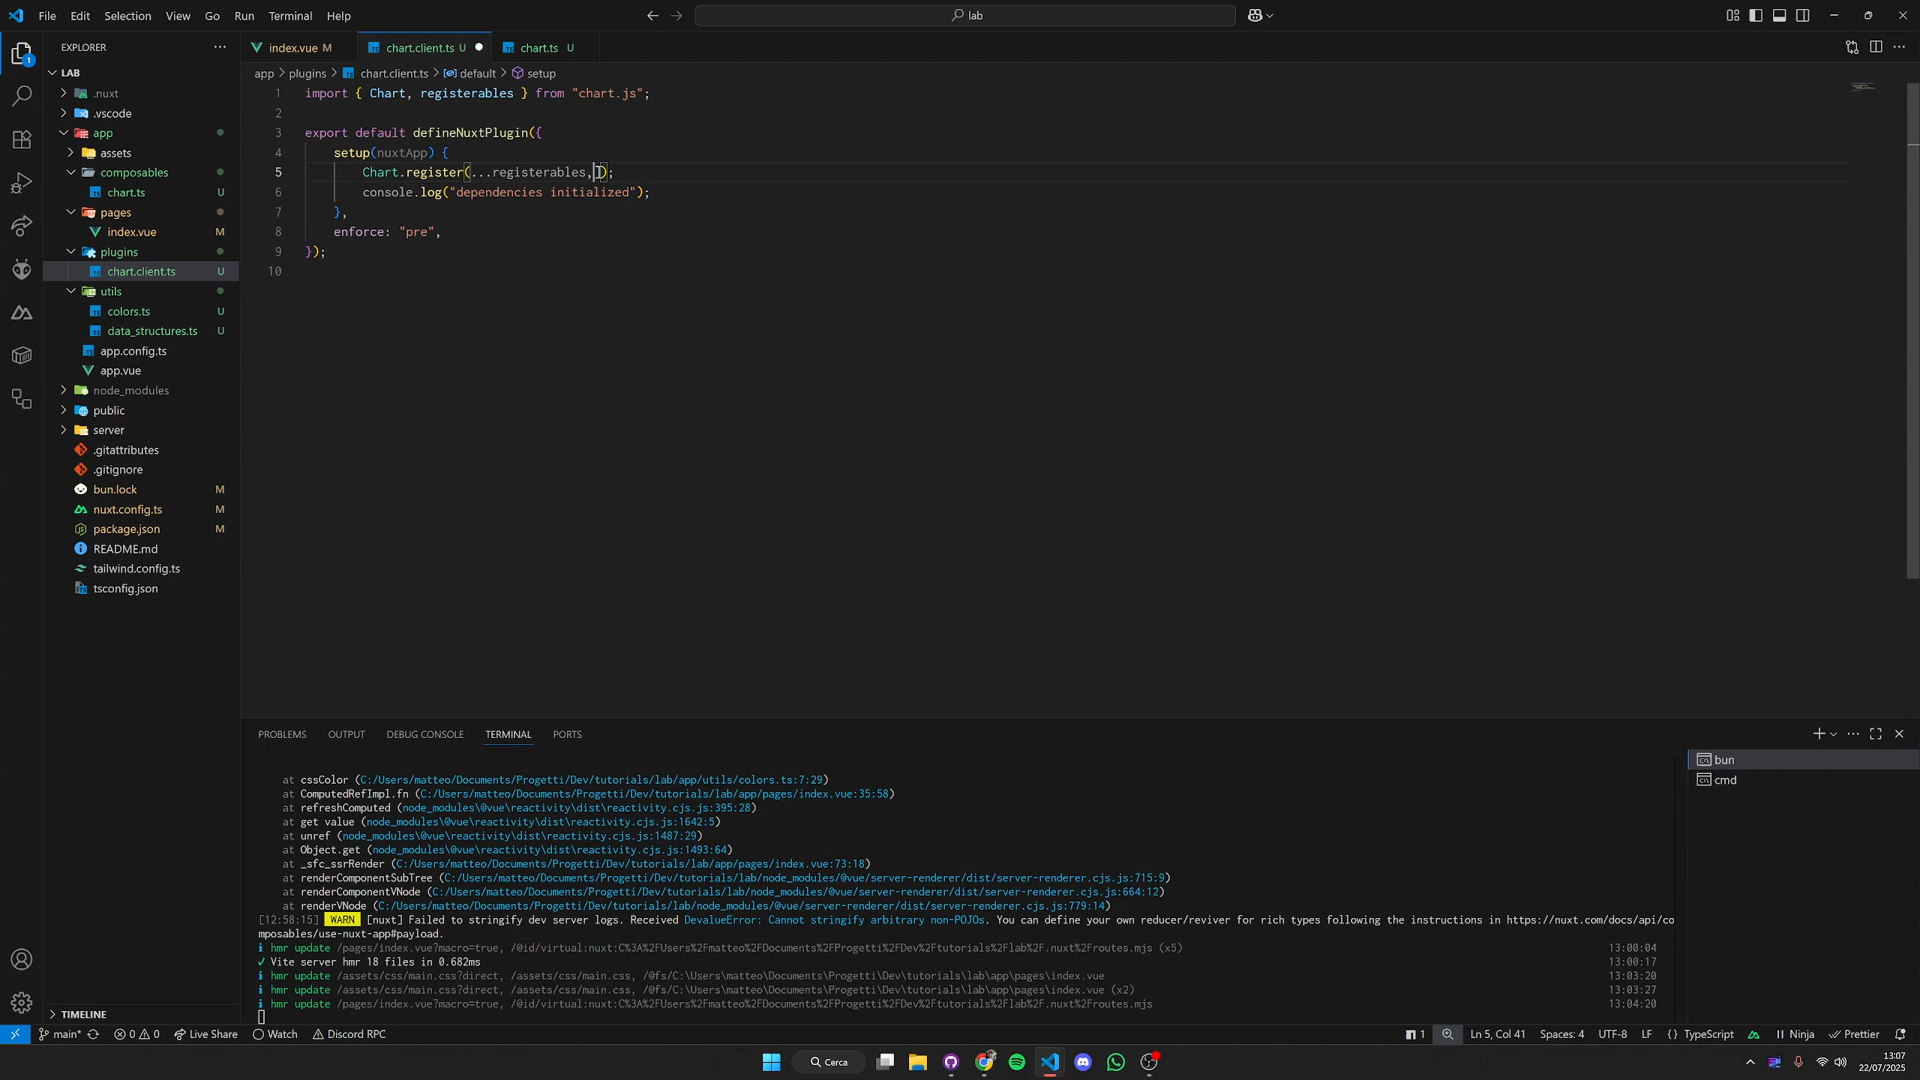 File Edit Selection View Go Run Terminal Help
lab
EXPLORER
index.vue M
chart.client.ts U
chart.ts U
LAB
app > plugins > chart.client.ts > default > setup
.nuxt
.vscode
app
assets
composables
chart.ts U
pages
index.vue M
plugins
chart.client.ts U
utils
colors.ts U
data_structures.ts U
app.config.ts
app.vue
node_modules
public
server
.gitattributes
.gitignore
bun.lock M
nuxt.config.ts M
package.json M
README.md
tailwind.config.ts
tsconfig.json
TIMELINE
1 import { Chart, registerables } from "chart.js";
2
3 export default defineNuxtPlugin({
4 setup(nuxtApp) {
5 Chart.register(...registerables,);
6 console.log("dependencies initialized");
7 },
8 enforce: "pre",
9 });
10
PROBLEMS OUTPUT DEBUG CONSOLE TERMINAL PORTS
bun
cmd
at cssColor (C:/Users/matteo/Documents/Progetti/Dev/tutorials/lab/app/utils/colors.ts:7:29)
at ComputedRefImpl.fn (C:/Users/matteo/Documents/Progetti/Dev/tutorials/lab/app/pages/index.vue:35:58)
at refreshComputed (node_modules\@vue\reactivity\dist\reactivity.cjs.js:395:28)
at get value (node_modules\@vue\reactivity\dist\reactivity.cjs.js:1642:5)
at unref (node_modules\@vue\reactivity\dist\reactivity.cjs.js:1487:29)
at Object.get (node_modules\@vue\reactivity\dist\reactivity.cjs.js:1493:64)
at _sfc_ssrRender (C:/Users/matteo/Documents/Progetti/Dev/tutorials/lab/app/pages/index.vue:73:18)
at renderComponentSubTree (C:/Users/matteo/Documents/Progetti/Dev/tutorials/lab/node_modules/@vue/server-renderer/dist/server-renderer.cjs.js:715:9)
at renderComponentVNode (C:/Users/matteo/Documents/Progetti/Dev/tutorials/lab/node_modules/@vue/server-renderer/dist/server-renderer.cjs.js:664:12)
at renderVNode (C:/Users/matteo/Documents/Progetti/Dev/tutorials/lab/node_modules/@vue/server-renderer/dist/server-renderer.cjs.js:779:14)
[12:58:15] WARN [nuxt] Failed to stringify dev server logs. Received DevalueError: Cannot stringify arbitrary non-POJOs. You can define your own reducer/reviver for rich types following the instructions in https://nuxt.com/docs/api/co
mposables/use-nuxt-app#payload.
i hmr update /pages/index.vue?macro=true, /@id/virtual:nuxt:C%3A%2FUsers%2Fmatteo%2FDocuments%2FProgetti%2FDev%2Ftutorials%2Flab%2F.nuxt%2Froutes.mjs (x5) 13:00:04
✓ Vite server hmr 18 files in 0.682ms 13:00:17
i hmr update /assets/css/main.css?direct, /assets/css/main.css, /@fs/C:\Users\matteo\Documents\Progetti\Dev\tutorials\lab\app\pages\index.vue 13:03:20
i hmr update /assets/css/main.css?direct, /assets/css/main.css, /@fs/C:\Users\matteo\Documents\Progetti\Dev\tutorials\lab\app\pages\index.vue (x2) 13:03:27
i hmr update /pages/index.vue?macro=true, /@id/virtual:nuxt:C%3A%2FUsers%2Fmatteo%2FDocuments%2FProgetti%2FDev%2Ftutorials%2Flab%2F.nuxt%2Froutes.mjs 13:04:20
main* 0 0 Live Share Watch Discord RPC 1 Ln 5, Col 41 Spaces: 4 UTF-8 LF {} TypeScript Ninja Prettier
Cerca
13:07
22/07/2025